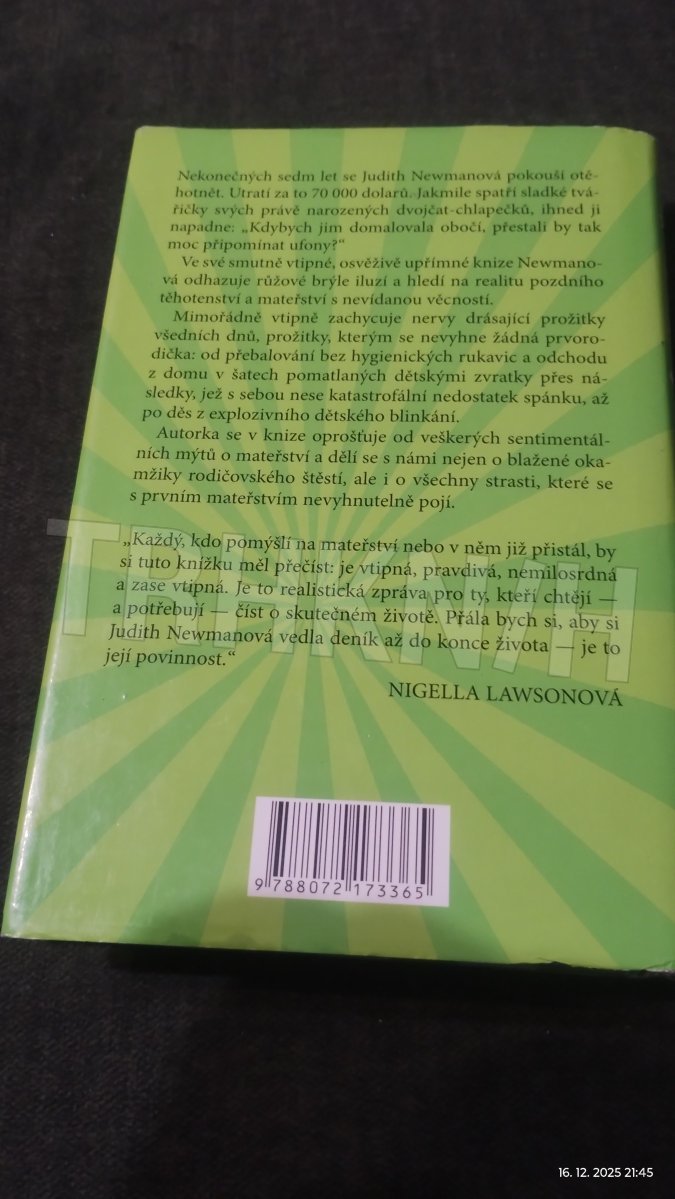 Nekonečných sedm let se Judith Newmanová pokouší otě-
hotnět. Utratí za to 70 000 dolarů. Jakmile spatří sladké tvá-
řičky svých právě narozených dvojčat-chlapečků, ihned ji
napadne: „Kdybych jim domalovala obočí, přestali by tak
moc připomínat ufony?“
Ve své smutně vtipné, osvěživě upřímné knize Newmano-
vá odhazuje růžové brýle iluzí a hledí na realitu pozdního
těhotenství a mateřství s nevídanou věcností.
Mimořádně vtipně zachycuje nervy drásající prožitky
všedních dnů, prožitky, kterým se nevyhne žádná prvoro-
dička: od přebalování bez hygienických rukavic a odchodu
z domu v šatech pomatlaných dětskými zvratky přes ná-
sledky, jež s sebou nese katastrofální nedostatek spánku, až
po děs z explozivního dětského blinkání.
Autorka se v knize oprošťuje od veškerých sentimentál-
ních mýtů o mateřství a dělí se s námi nejen o blažené oka-
mžiky rodičovského štěstí, ale i o všechny strasti, které se
s prvním mateřstvím nevyhnutelně pojí.
„Každý, kdo pomýšlí na mateřství nebo v něm již přistál, by
si tuto knížku měl přečíst: je vtipná, pravdivá, nemilosrdná
a zase vtipná. Je to realistická zpráva pro ty, kteří chtějí —
a potřebují — číst o skutečném životě. Přála bych si, aby si
Judith Newmanová vedla deník až do konce života — je to
její povinnost.“
NIGELLA LAWSONOVÁ
9 788072 173365
16. 12. 2025 21:45